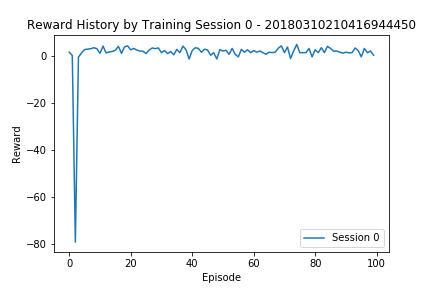 Reward History by Training Session 0 - 20180310210416944450
0
−20
−40
−60
−80
Reward
0 20 40 60 80 100
Episode
Session 0